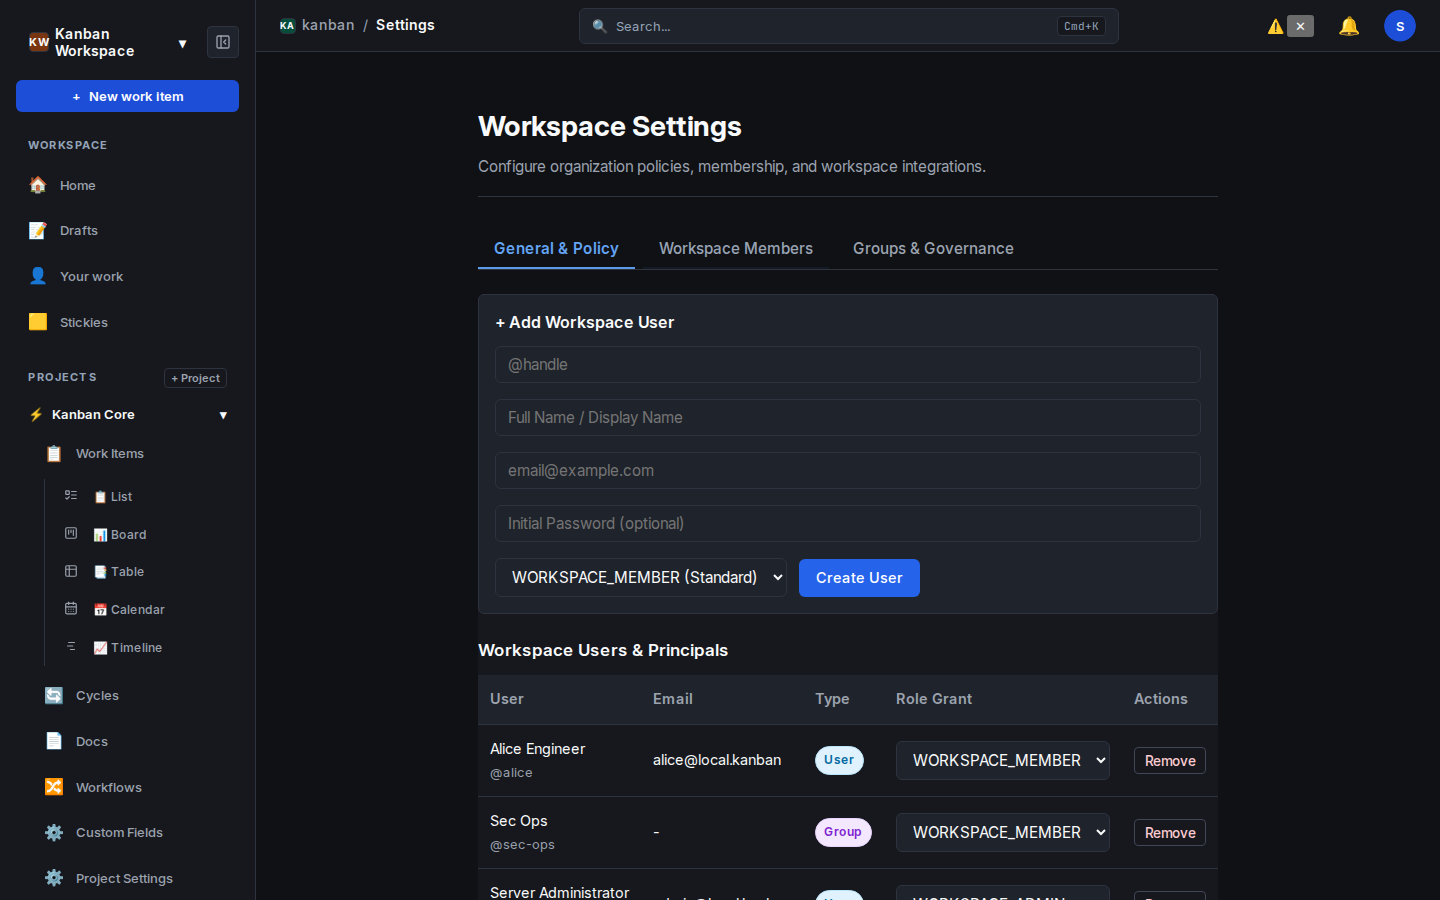 KW Kanban Workspace ▾
+ New work item
WORKSPACE
Home
Drafts
Your work
Stickies
PROJECTS
+ Project
Kanban Core ▾
Work Items
List
Board
Table
Calendar
Timeline
Cycles
Docs
Workflows
Custom Fields
Project Settings
KA kanban / Settings
Search...
Cmd+K
S
Workspace Settings
Configure organization policies, membership, and workspace integrations.
General & Policy
Workspace Members
Groups & Governance
+ Add Workspace User
@handle
Full Name / Display Name
email@example.com
Initial Password (optional)
WORKSPACE_MEMBER (Standard)
Create User
Workspace Users & Principals
User Email Type Role Grant Actions
Alice Engineer
@alice
alice@local.kanban
User
WORKSPACE_MEMBER
Remove
Sec Ops
@sec-ops
-
Group
WORKSPACE_MEMBER
Remove
Server Administrator